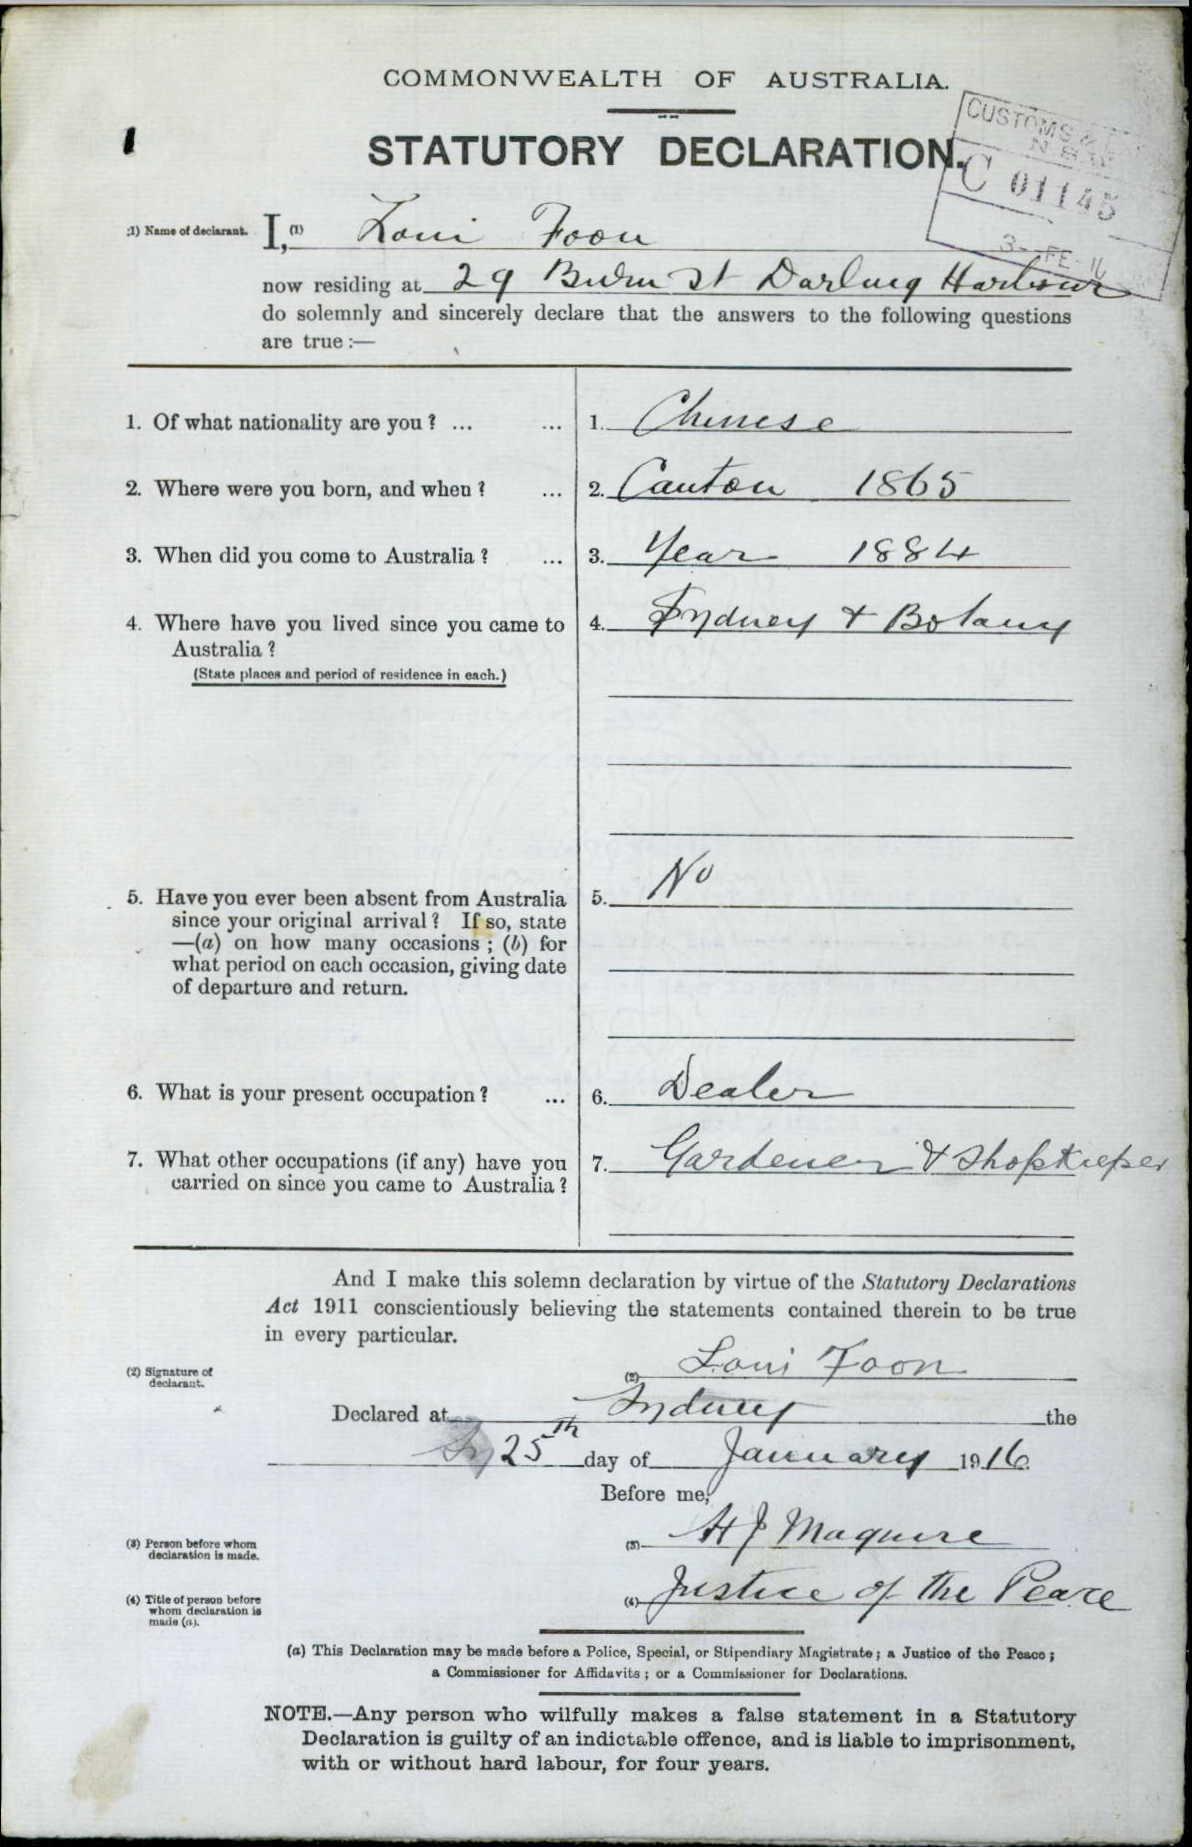 COMMONWEALTH OF AUSTRALIA.
STATUTORY DECLARATION.
CUSTOMS &
N.S.W.
C 01145
3- FE
(1) Name of declarant. I,(1) Loui Foon
now residing at 29 St Darling Harbour
do solemnly and sincerely declare that the answers to the following questions
are true:—
1. Of what nationality are you? ... ... 1. Chinese
2. Where were you born, and when? ... 2. Canton 1865
3. When did you come to Australia? ... 3. Year 1884
4. Where have you lived since you came to 4. Sydney & Botany
Australia?
(State places and period of residence in each.)
5. Have you ever been absent from Australia 5. No
since your original arrival? If so, state
—(a) on how many occasions; (b) for
what period on each occasion, giving date
of departure and return.
6. What is your present occupation? ... 6. Dealer
7. What other occupations (if any) have you 7. Gardener & Shopkeeper
carried on since you came to Australia?
And I make this solemn declaration by virtue of the Statutory Declarations
Act 1911 conscientiously believing the statements contained therein to be true
in every particular.
(2) Signature of
declarant.
(2) Loui Foon
Declared at Sydney the
25th day of January 1916
Before me,
(3) Person before whom
declaration is made.
(3) H J Maguire
(4) Title of person before
whom declaration is
made (a).
(4) Justice of the Peace
(a) This Declaration may be made before a Police, Special, or Stipendiary Magistrate; a Justice of the Peace;
a Commissioner for Affidavits; or a Commissioner for Declarations.
NOTE.—Any person who wilfully makes a false statement in a Statutory
Declaration is guilty of an indictable offence, and is liable to imprisonment,
with or without hard labour, for four years.